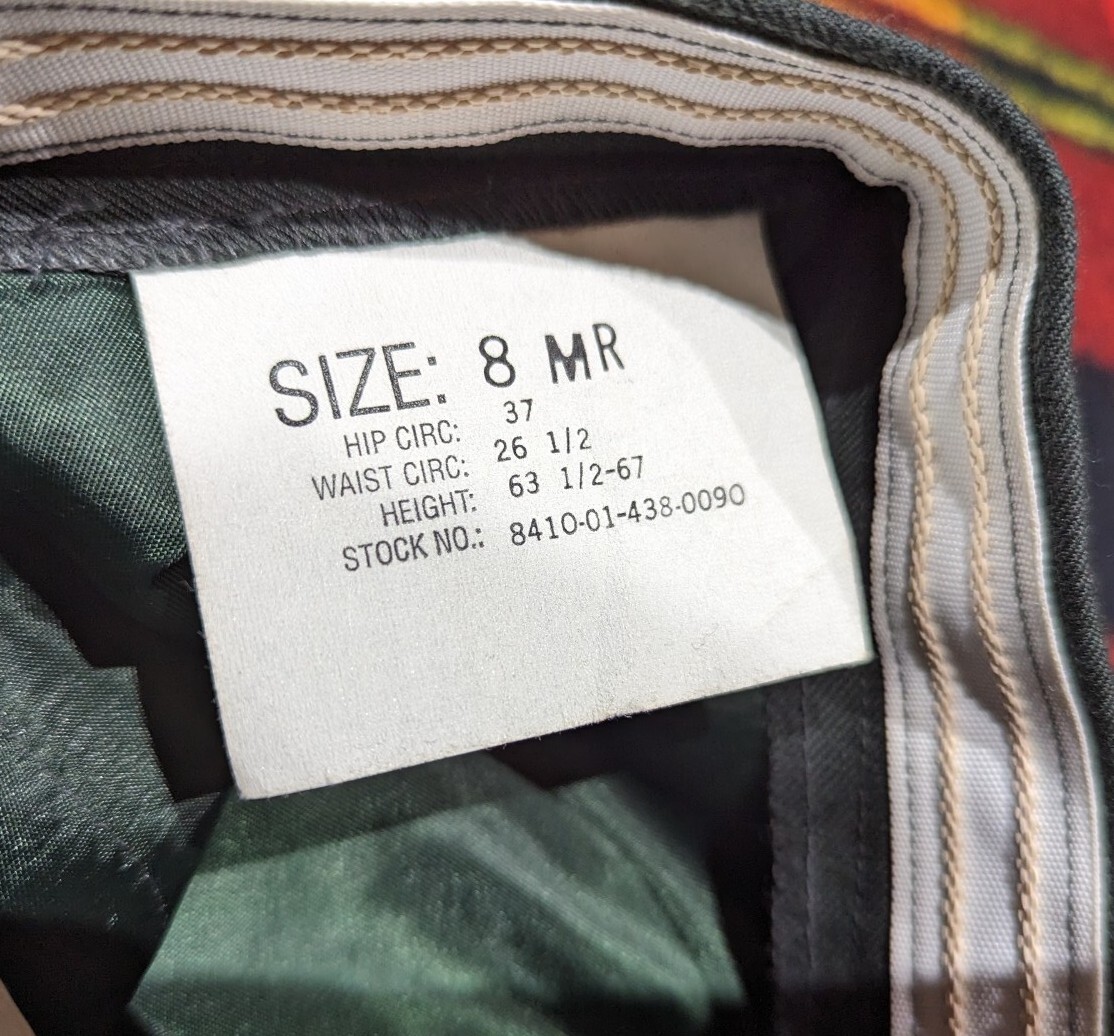 SIZE: 8 MR
HIP CIRC: 37
WAIST CIRC: 26 1/2
HEIGHT: 63 1/2-67
STOCK NO.: 8410-01-438-0090